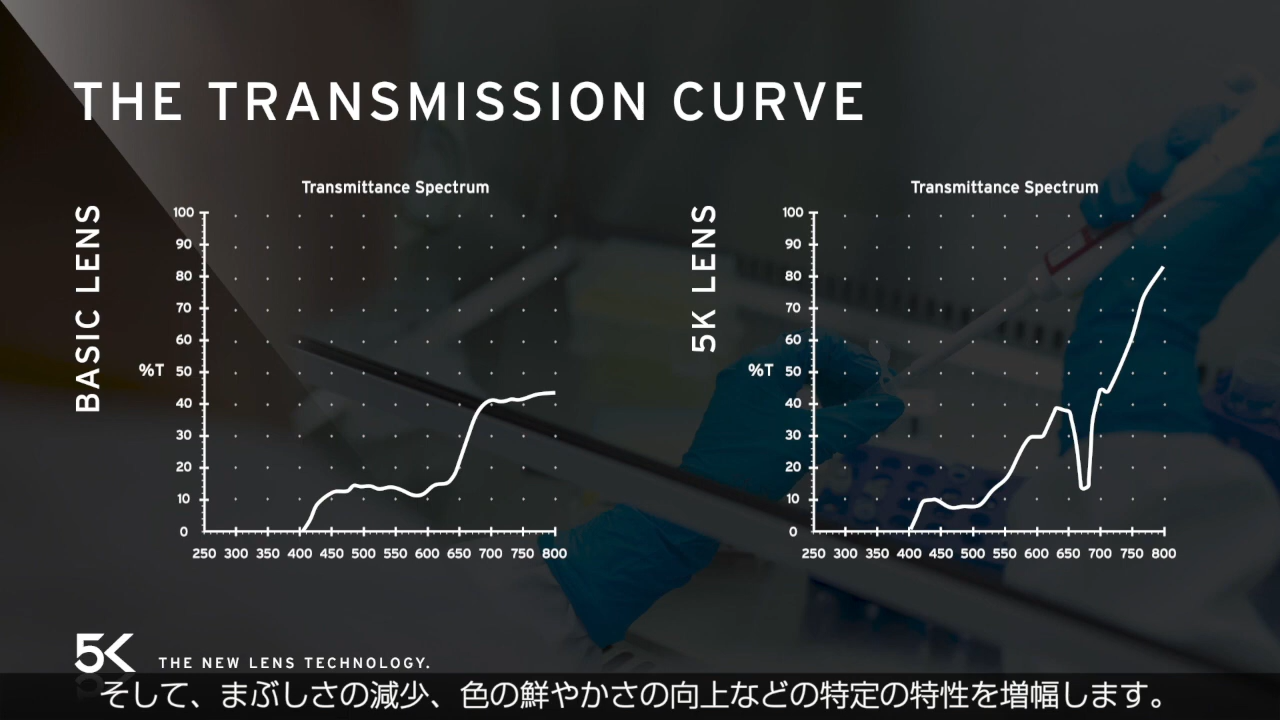 THE TRANSMISSION CURVE
BASIC LENS
Transmittance Spectrum
%T
100
90
80
70
60
50
40
30
20
10
0
250 300 350 400 450 500 550 600 650 700 750 800
5K LENS
Transmittance Spectrum
%T
100
90
80
70
60
50
40
30
20
10
0
250 300 350 400 450 500 550 600 650 700 750 800
5K THE NEW LENS TECHNOLOGY.
そして、まぶしさの減少、色の鮮やかさの向上などの特定の特性を増幅します。